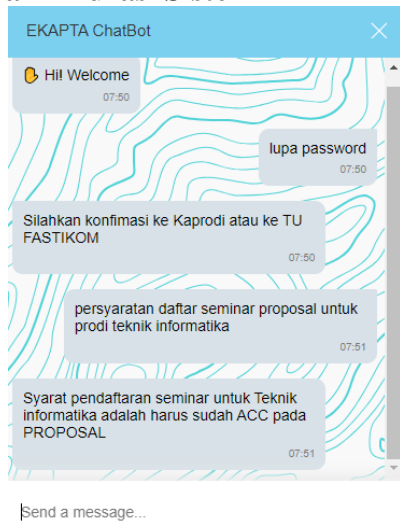 EKAPTA ChatBot
Hi! Welcome
07:50
lupa password
07:50
Silahkan konfimasi ke Kaprodi atau ke TU
FASTIKOM
07:50
persyaratan daftar seminar proposal untuk
prodi teknik informatika
07:51
Syarat pendaftaran seminar untuk Teknik
informatika adalah harus sudah ACC pada
PROPOSAL
07:51
Send a message...